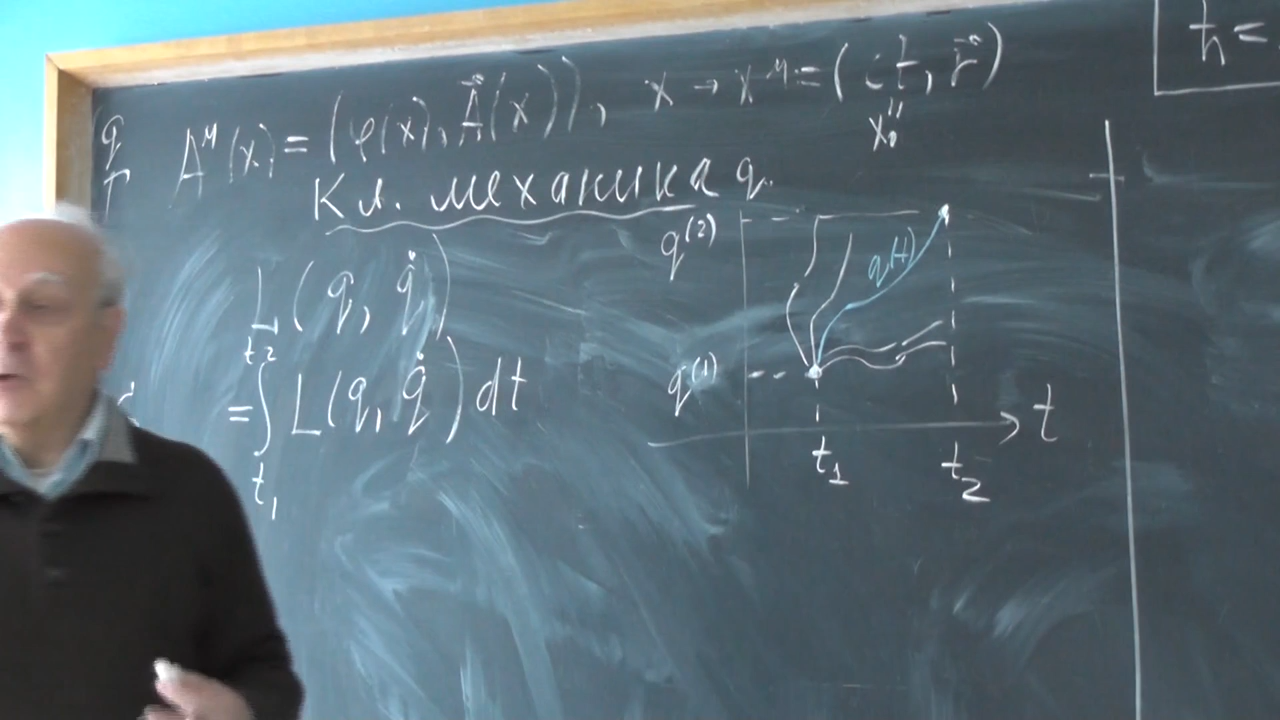 ħ =
q A^μ(x) = (φ(x), A⃗(x)), x → x^μ = (ct, r⃗)
x₀
Кл. механика q
L(q, q̇)
= ∫_{t₁}^{t₂} L(q, q̇) dt
q⁽²⁾
q(t)
q⁽¹⁾
t
t₁ t₂